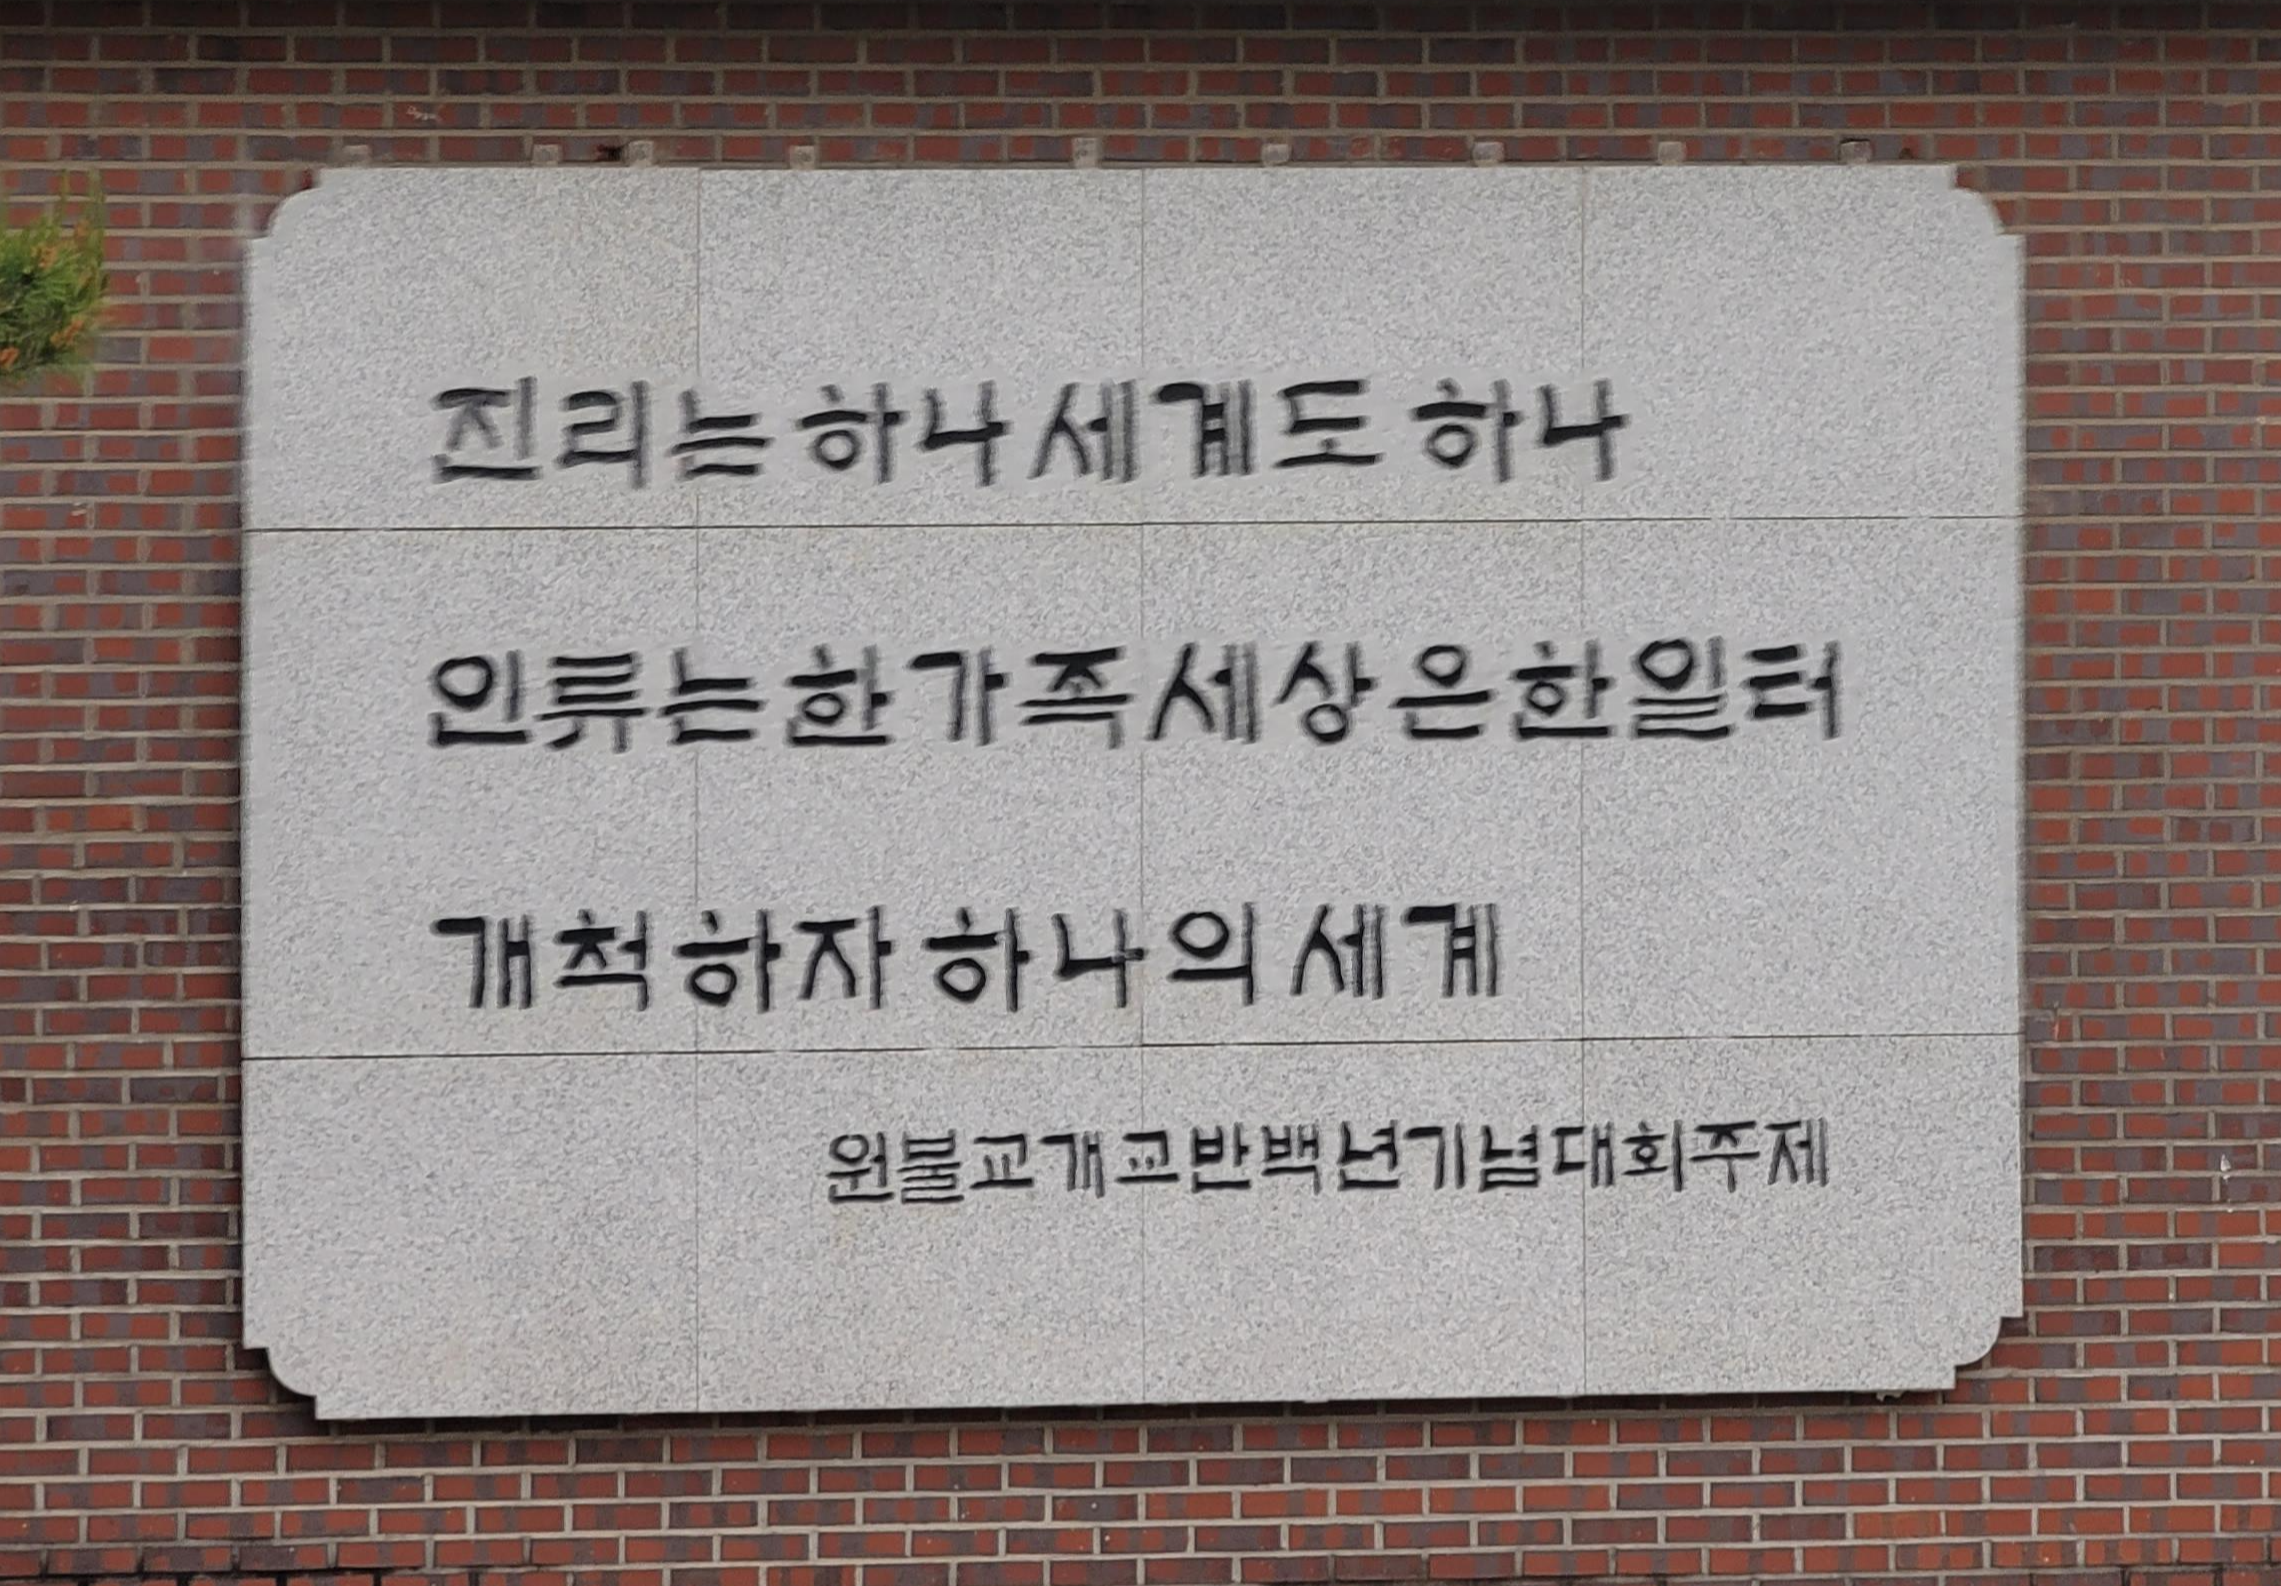 진리는 하나 세계도 하나
인류는 한 가족 세상은 한 일터
개척하자 하나의 세계
원불교개교반백년기념대회주제